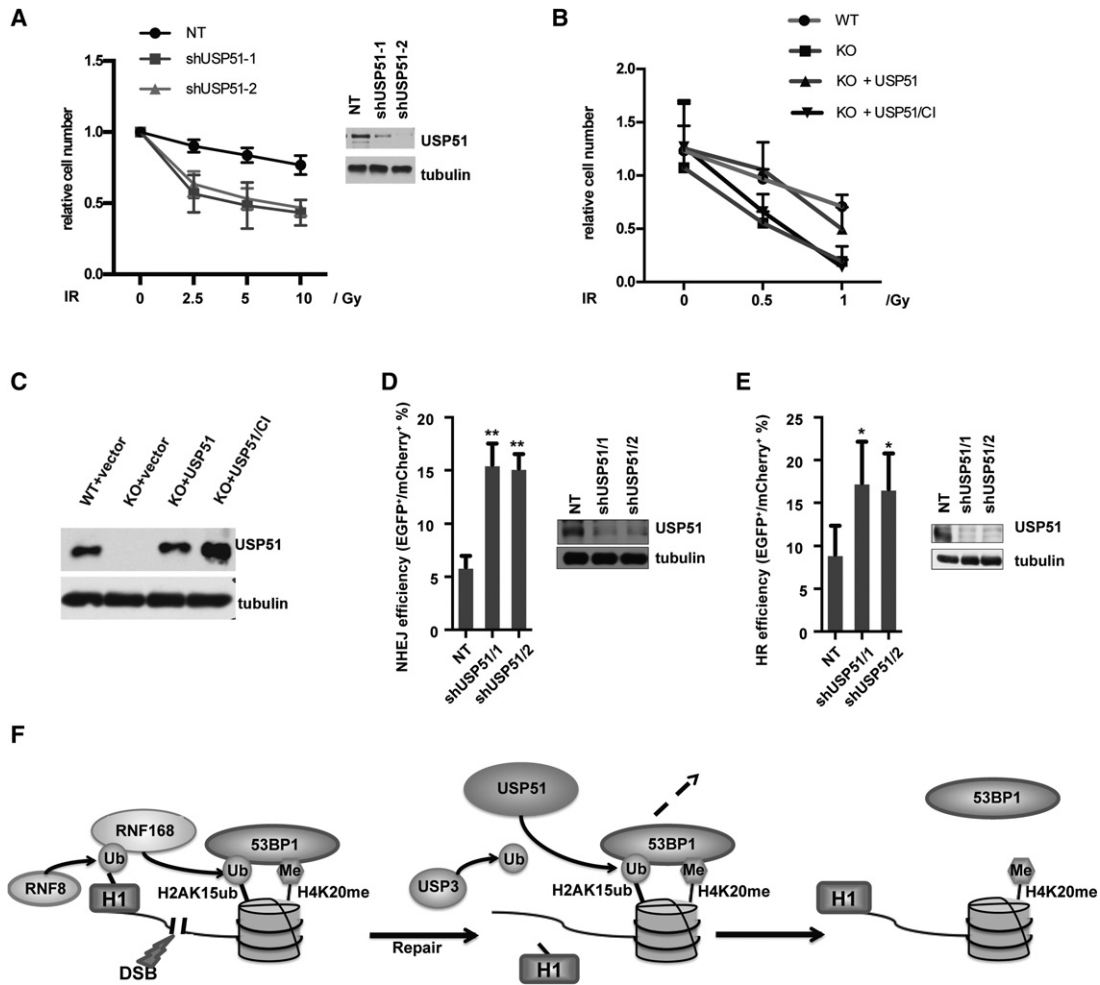 A
NT
shUSP51-1
shUSP51-2
1.5
1.0
0.5
0.0
relative cell number
IR
0
2.5
5
10
/ Gy
NT
shUSP51-1
shUSP51-2
USP51
tubulin
B
WT
KO
KO + USP51
KO + USP51/CI
2.0
1.5
1.0
0.5
0.0
relative cell number
IR
0
0.5
1
/Gy
C
WT+vector
KO+vector
KO+USP51
KO+USP51/CI
USP51
tubulin
D
20
15
10
5
0
NHEJ efficiency (EGFP⁺/mCherry⁺ %)
**
**
NT
shUSP51/1
shUSP51/2
NT
shUSP51/1
shUSP51/2
USP51
tubulin
E
25
20
15
10
5
0
HR efficiency (EGFP⁺/mCherry⁺ %)
*
*
NT
shUSP51/1
shUSP51/2
NT
shUSP51/1
shUSP51/2
USP51
tubulin
F
RNF168
53BP1
Ub
Ub
Me
RNF8
H2AK15ub
H4K20me
H1
DSB
Repair
USP51
53BP1
Ub
Ub
Me
USP3
H2AK15ub
H4K20me
H1
53BP1
Me
H4K20me
H1